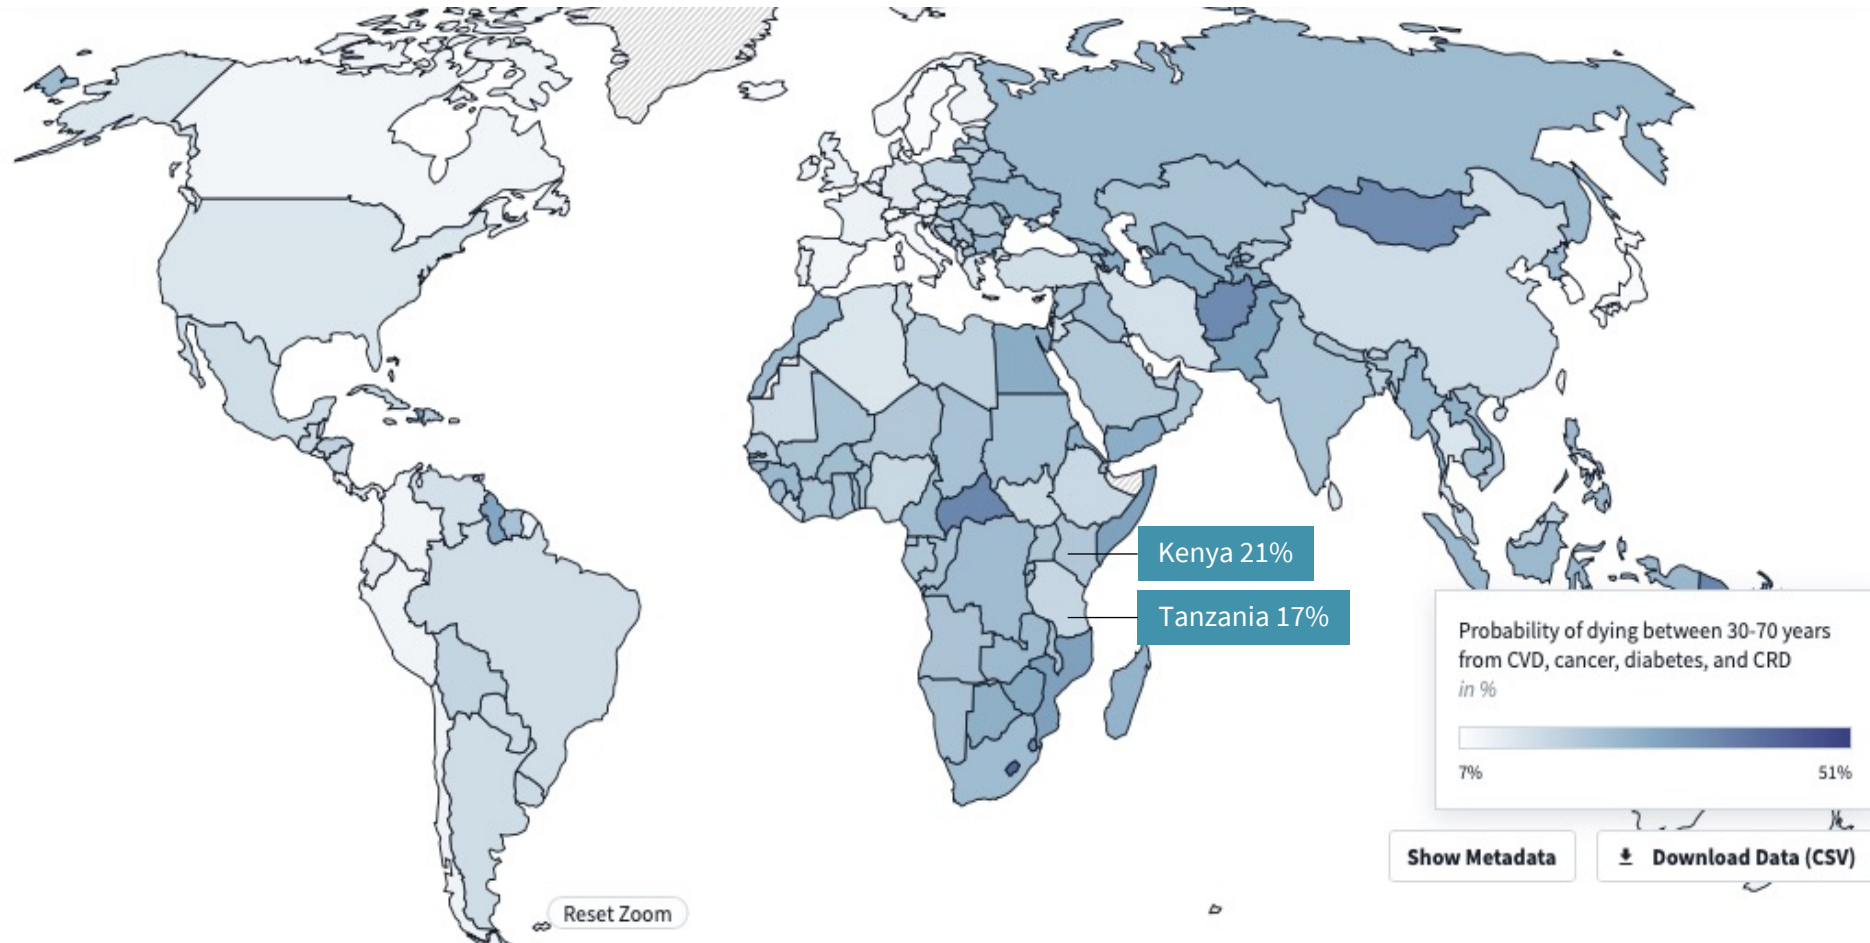 Kenya 21%
Tanzania 17%
Probability of dying between 30-70 years
from CVD, cancer, diabetes, and CRD
in %
7%
51%
Show Metadata
Download Data (CSV)
Reset Zoom